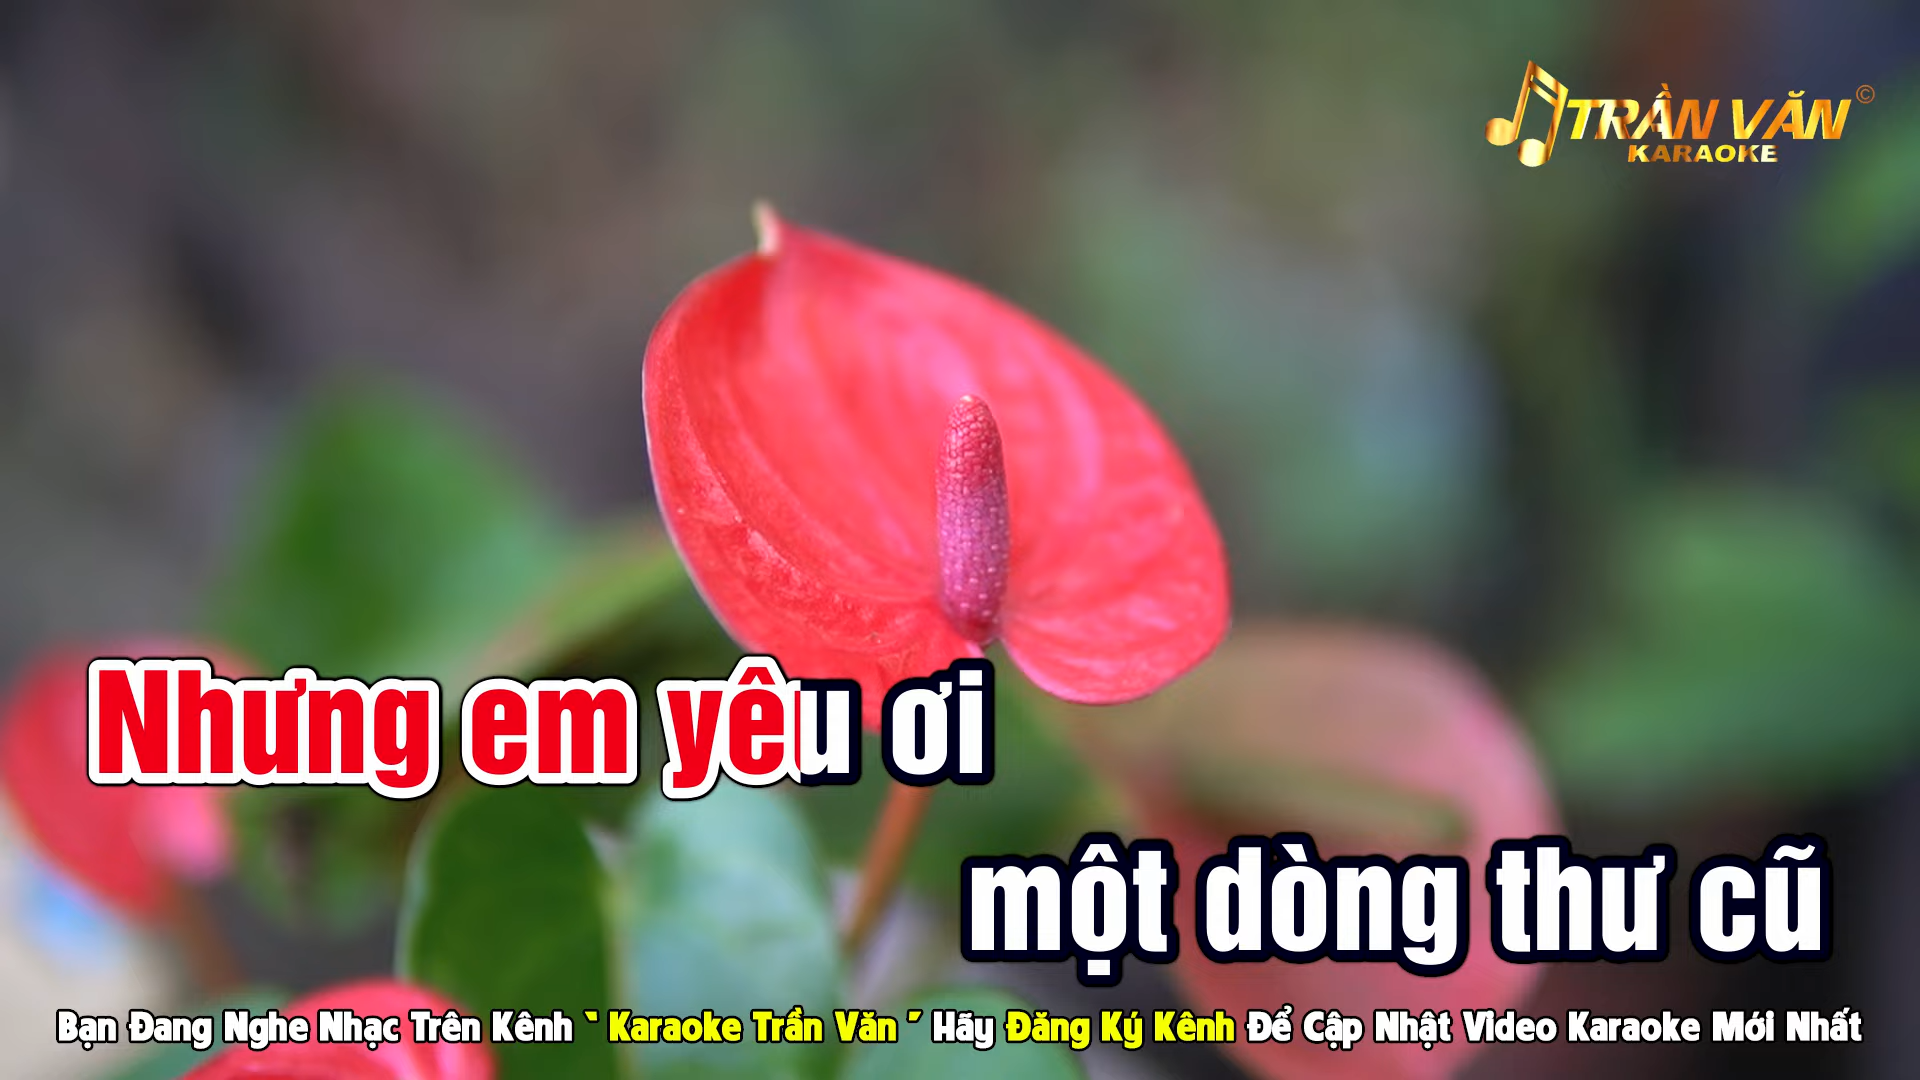 TRẦN VĂN ©
KARAOKE
Nhưng em yêu ơi
một dòng thư cũ
Bạn Đang Nghe Nhạc Trên Kênh ` Karaoke Trần Văn ´ Hãy Đăng Ký Kênh Để Cập Nhật Video Karaoke Mới Nhất